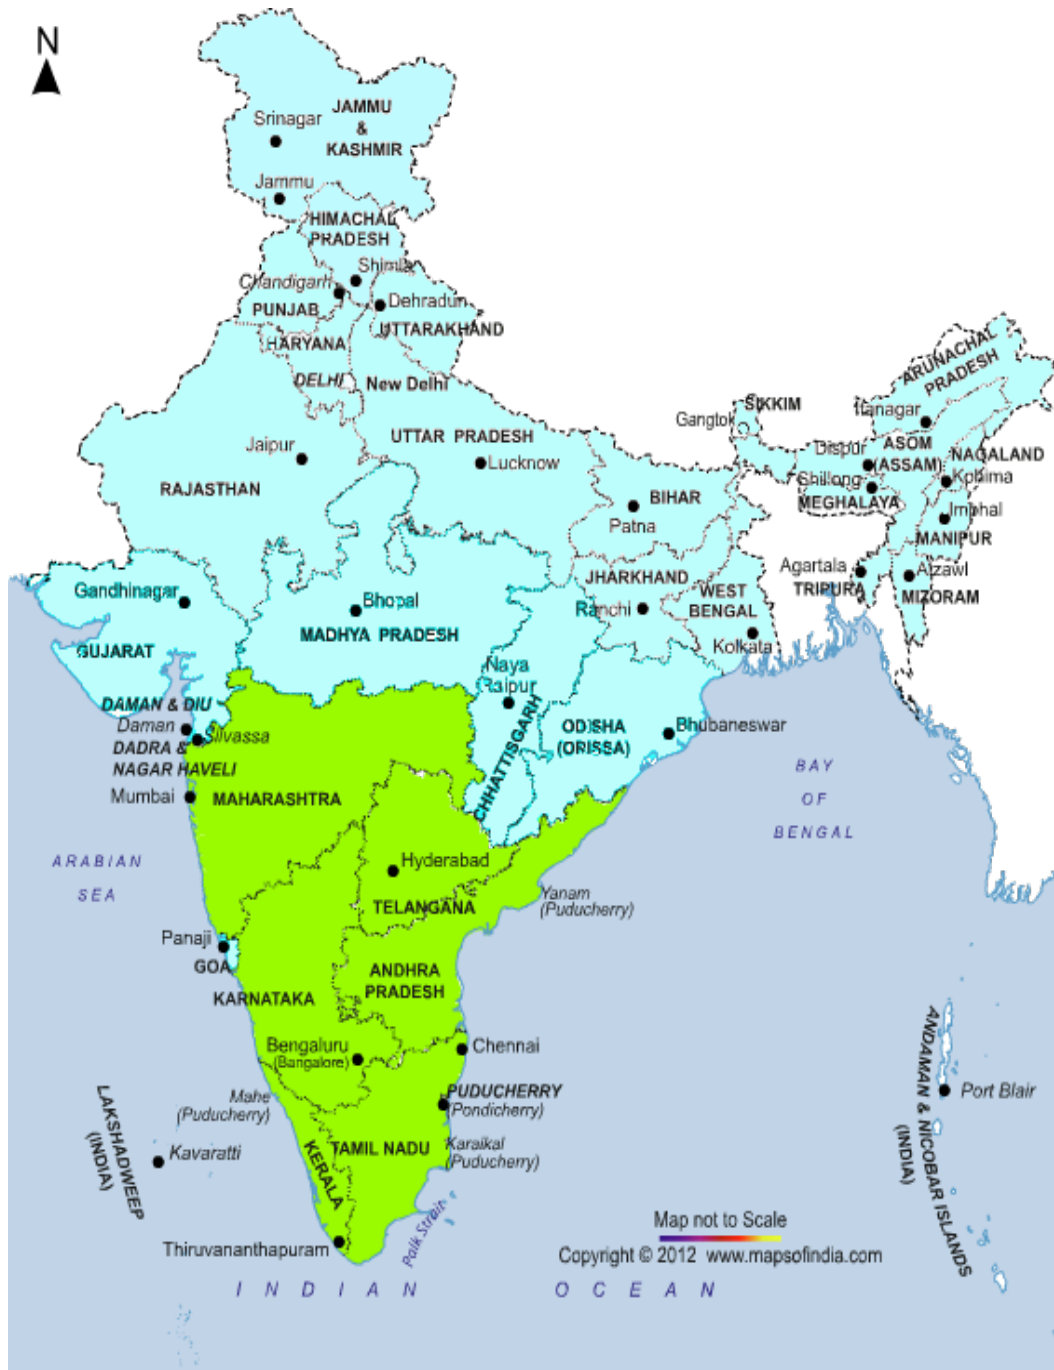 N
JAMMU
&
KASHMIR
Srinagar
Jammu
HIMACHAL
PRADESH
Shimla
Chandigarh
PUNJAB
Dehradun
UTTARAKHAND
HARYANA
DELHI
New Delhi
ARUNACHAL
PRADESH
SIKKIM
Gangtok
Itanagar
Jaipur
UTTAR PRADESH
Lucknow
Dispur
ASOM
(ASSAM)
NAGALAND
Kohima
Shillong
MEGHALAYA
RAJASTHAN
BIHAR
Patna
Imphal
MANIPUR
Gandhinagar
Bhopal
MADHYA PRADESH
JHARKHAND
Ranchi
WEST
BENGAL
Kolkata
Agartala
TRIPURA
Aizawl
MIZORAM
GUJARAT
Naya
Raipur
CHHATTISGARH
ODISHA
(ORISSA)
Bhubaneswar
DAMAN & DIU
Daman
Silvassa
DADRA &
NAGAR HAVELI
Mumbai
MAHARASHTRA
BAY
OF
BENGAL
ARABIAN
SEA
Hyderabad
TELANGANA
Yanam
(Puducherry)
Panaji
GOA
KARNATAKA
ANDHRA
PRADESH
Bengaluru
(Bangalore)
Chennai
Mahe
(Puducherry)
PUDUCHERRY
(Pondicherry)
LAKSHADWEEP
(INDIA)
Kavaratti
KERALA
TAMIL NADU
Karaikal
(Puducherry)
ANDAMAN & NICOBAR ISLANDS
(INDIA)
Port Blair
Thiruvananthapuram
Palk Strait
Map not to Scale
Copyright © 2012 www.mapsofindia.com
INDIAN OCEAN